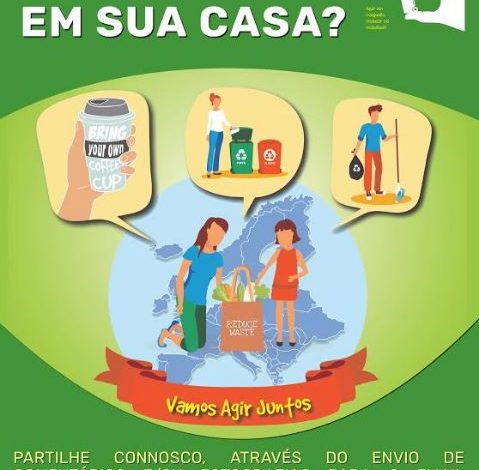 EM SUA CASA?
BRING
YOUR OWN
COFFEE
CUP
REDUCE
WASTE
Vamos Agir Juntos
PARTILHE CONNOSCO, ATRAVÉS DO ENVIO DE